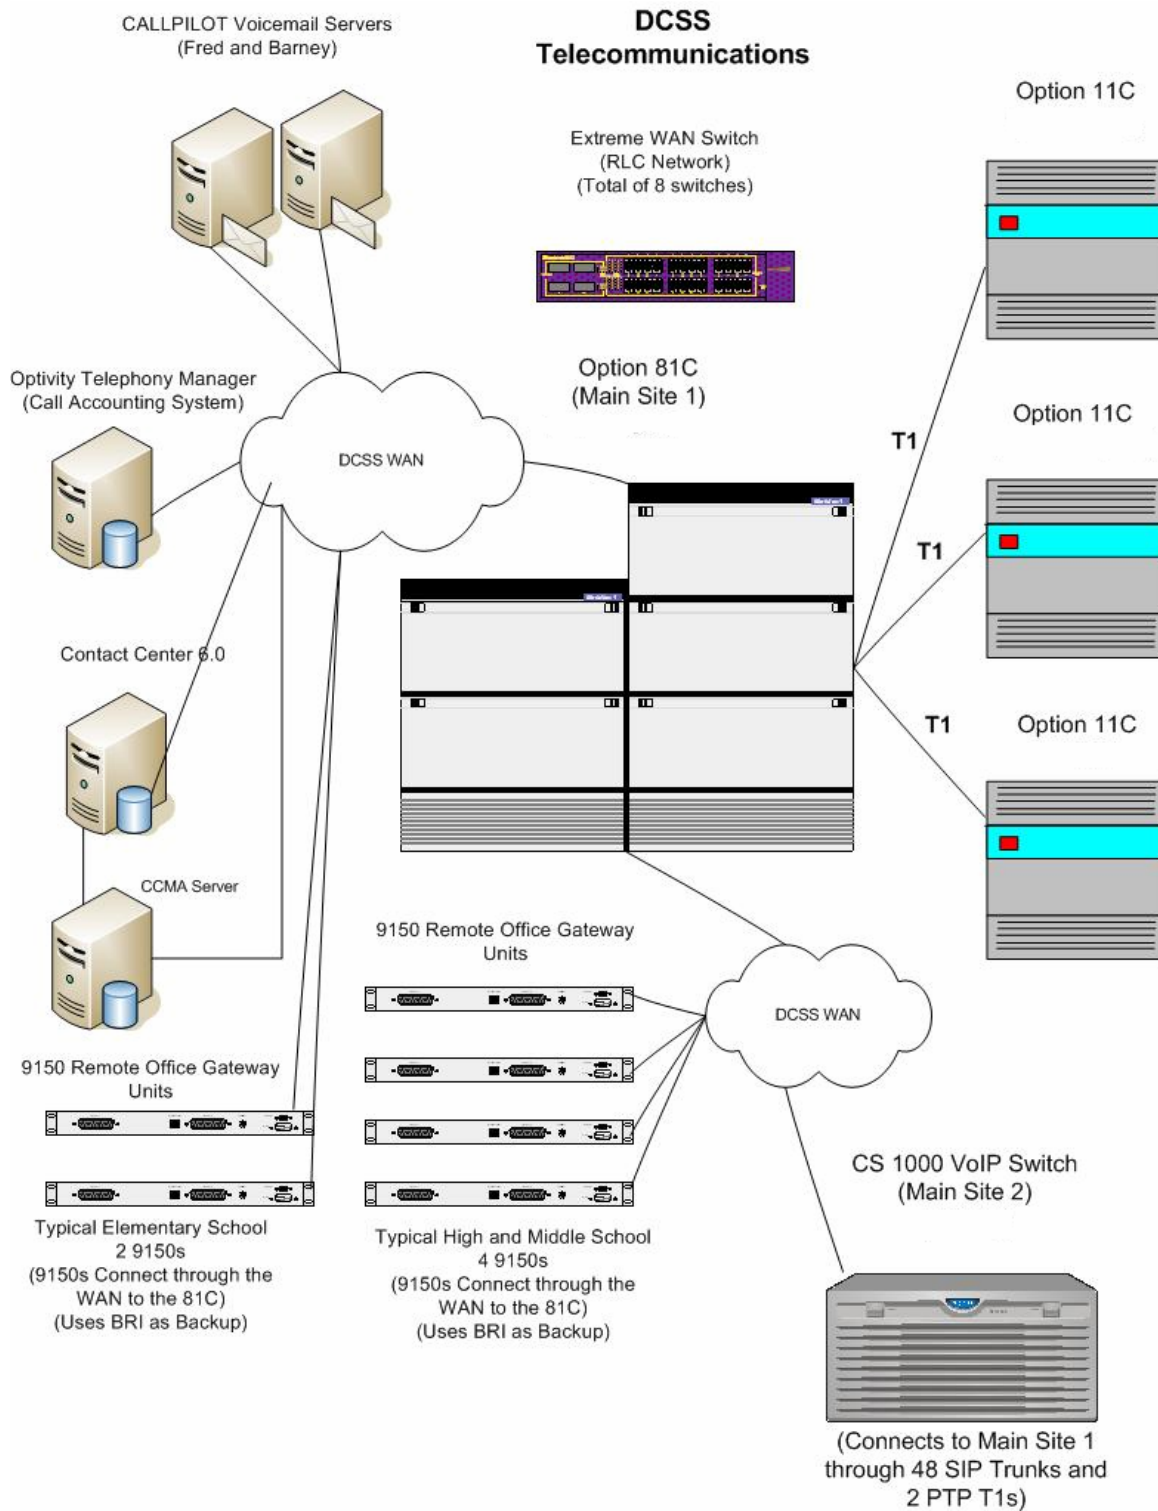 CALLPILOT Voicemail Servers
(Fred and Barney)
DCSS
Telecommunications
Option 11C
Extreme WAN Switch
(RLC Network)
(Total of 8 switches)
Optivity Telephony Manager
(Call Accounting System)
Option 81C
(Main Site 1)
DCSS WAN
Option 11C
T1
T1
Contact Center 6.0
T1
Option 11C
CCMA Server
9150 Remote Office Gateway
Units
DCSS WAN
9150 Remote Office Gateway
Units
CS 1000 VoIP Switch
(Main Site 2)
Typical Elementary School
2 9150s
(9150s Connect through the
WAN to the 81C)
(Uses BRI as Backup)
Typical High and Middle School
4 9150s
(9150s Connect through the
WAN to the 81C)
(Uses BRI as Backup)
(Connects to Main Site 1
through 48 SIP Trunks and
2 PTP T1s)